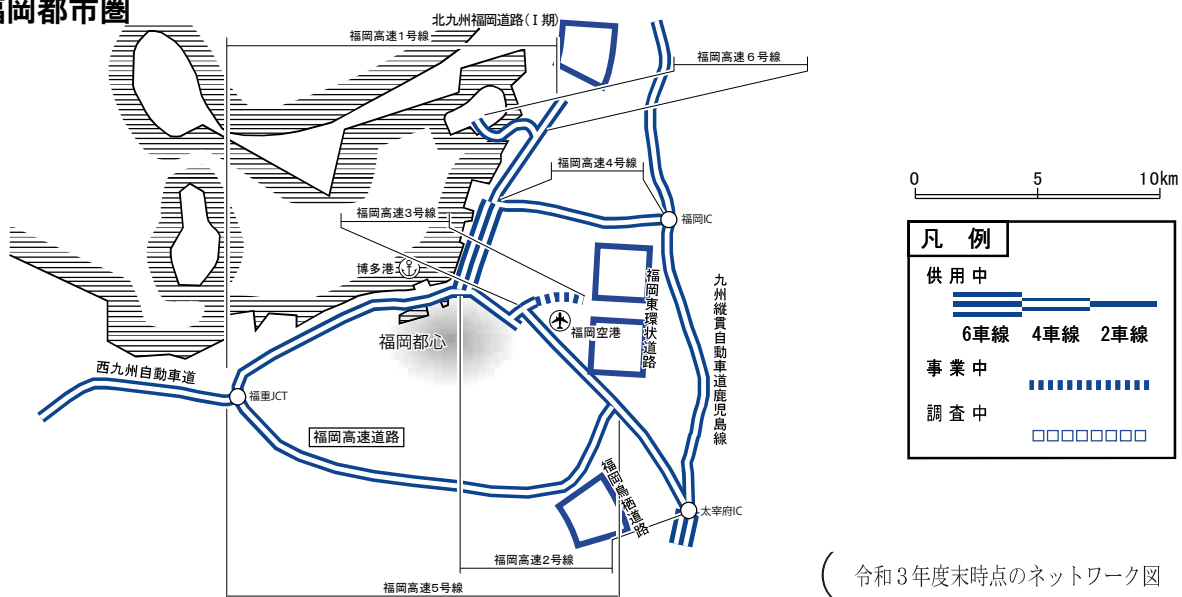 福岡都市圏
北九州福岡道路(Ⅰ期)
福岡高速1号線
福岡高速6号線
福岡高速4号線
福岡高速3号線
福岡IC
博多港
福岡東環状道路
九州縦貫自動車道鹿児島線
福岡空港
福岡都心
西九州自動車道
福重JCT
福岡高速道路
福岡鳥栖道路
太宰府IC
福岡高速2号線
福岡高速5号線
0 5 10km
凡 例
供用中
6車線 4車線 2車線
事業中
調査中
( 令和3年度末時点のネットワーク図